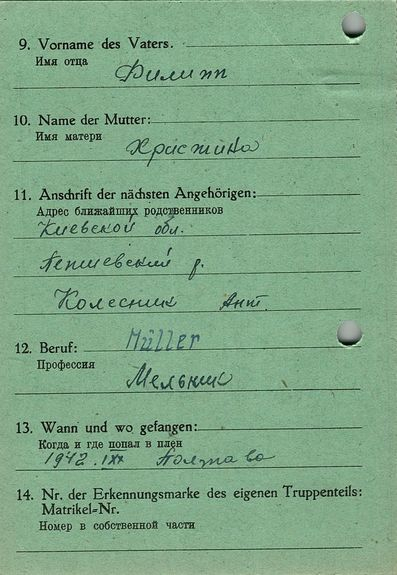 9. Vorname des Vaters.
Имя отца
Филипп
10. Name der Mutter:
Имя матери
Христина
11. Anschrift der nächsten Angehörigen:
Адрес ближайших родственников
Киевской обл.
р.
Колесник Ант.
12. Beruf: Müller
Профессия
Мельник
13. Wann und wo gefangen:
Когда и где попал в плен
1942. Полтава
14. Nr. der Erkennungsmarke des eigenen Truppenteils:
Matrikel=Nr.
Номер в собственной части